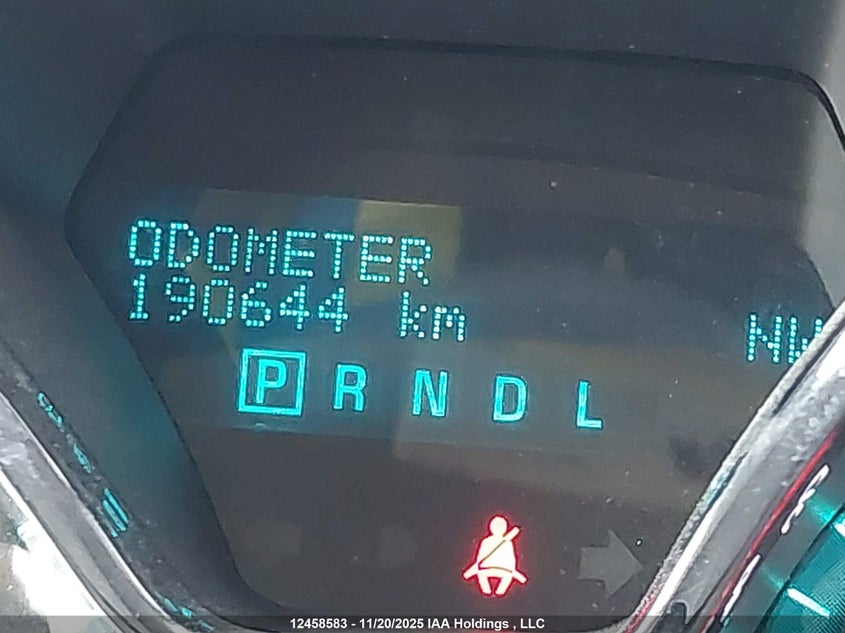 ODOMETER
190644 km
NW
P R N D L
12458583 - 11/20/2025 IAA Holdings , LLC